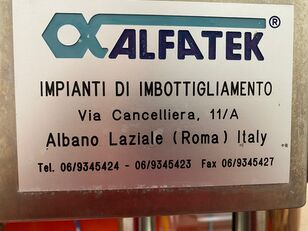 ALFATEK®
IMPIANTI DI IMBOTTIGLIAMENTO
Via Cancelliera, 11/A
Albano Laziale (Roma) Italy
Tel. 06/9345424 - 06/9345423 Fax 06/9345427